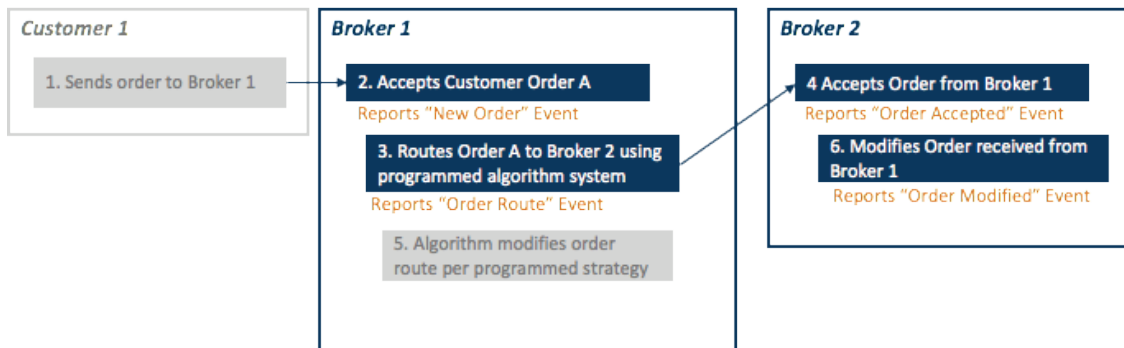 Customer 1
1. Sends order to Broker 1
Broker 1
2. Accepts Customer Order A
Reports “New Order” Event
3. Routes Order A to Broker 2 using
programmed algorithm system
Reports “Order Route” Event
5. Algorithm modifies order
route per programmed strategy
Broker 2
4 Accepts Order from Broker 1
Reports “Order Accepted” Event
6. Modifies Order received from
Broker 1
Reports “Order Modified” Event